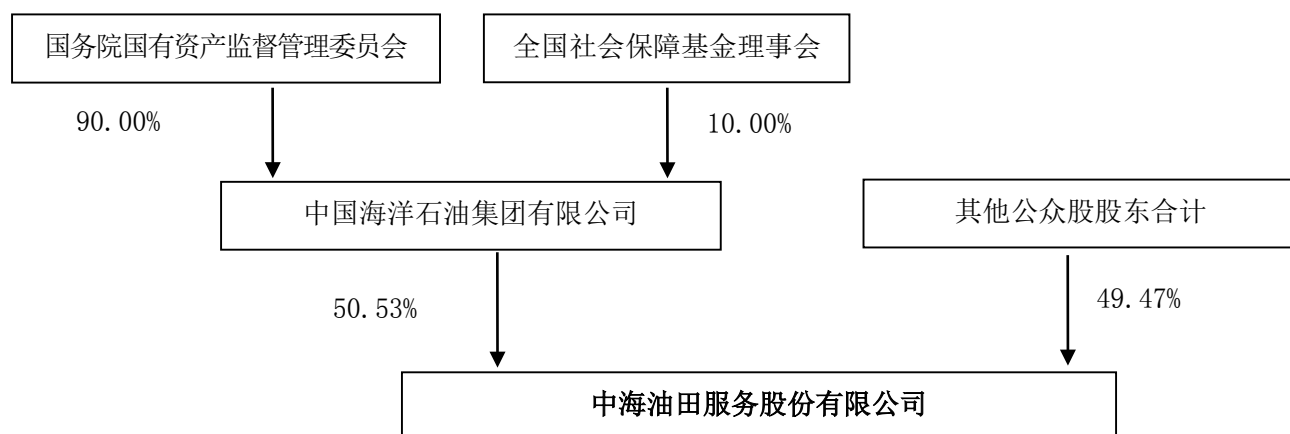 国务院国有资产监督管理委员会
全国社会保障基金理事会
90.00%
10.00%
中国海洋石油集团有限公司
其他公众股股东合计
50.53%
49.47%
中海油田服务股份有限公司